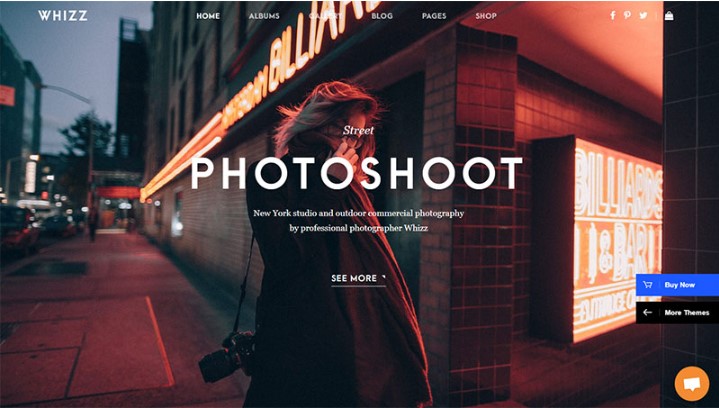 WHIZZ
HOME ALBUMS GALLERY BLOG PAGES SHOP
BILLIARD
Street
PHOTOSHOOT
New York studio and outdoor commercial photography
by professional photographer Whizz
SEE MORE
BILLIARDS
& BAR
Buy Now
More Themes